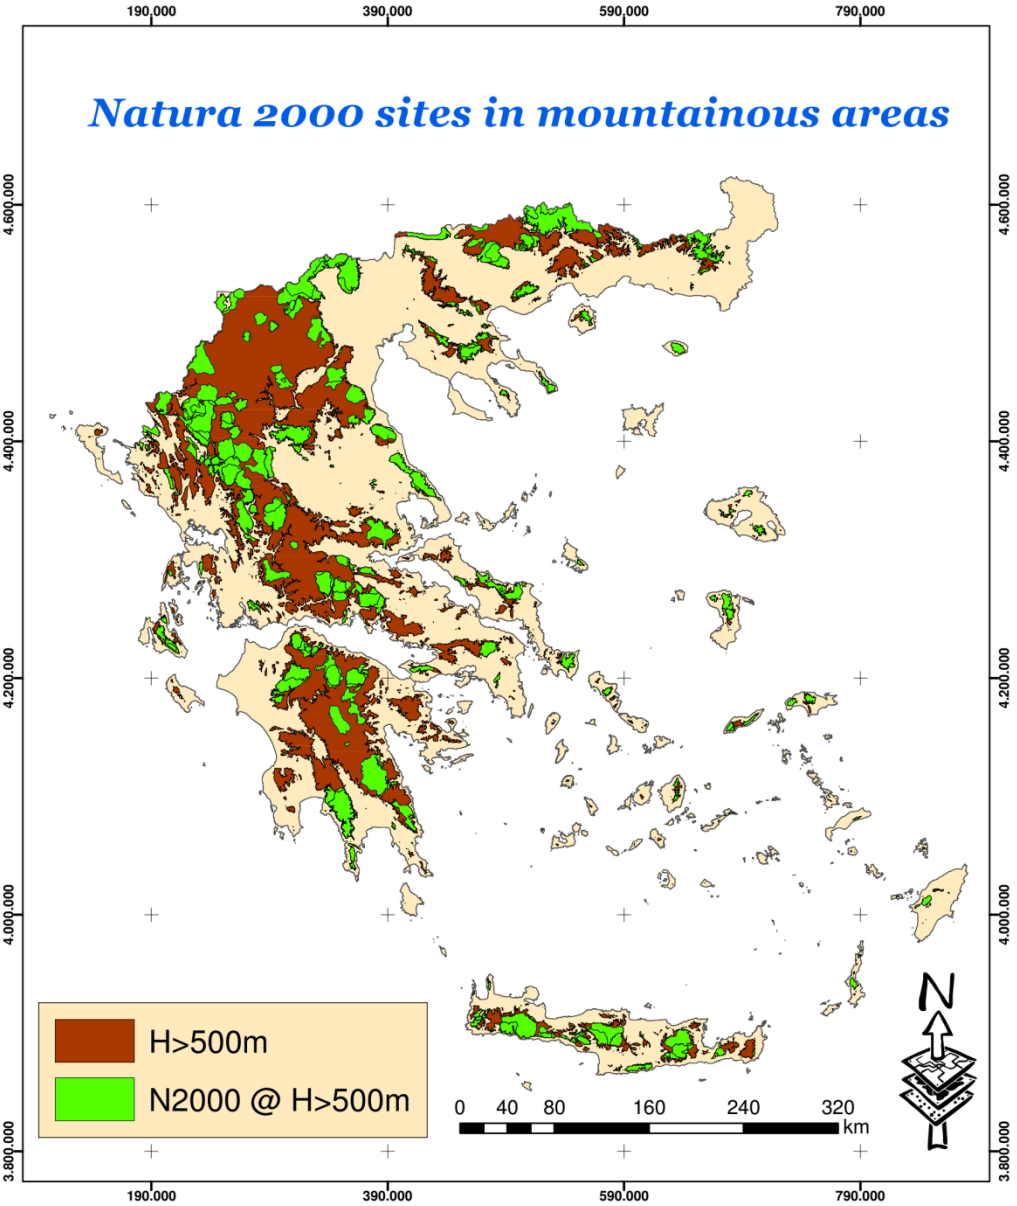 190.000 390.000 590.000 790.000
Natura 2000 sites in mountainous areas
4.600.000 4.600.000
4.400.000 4.400.000
4.200.000 4.200.000
4.000.000 4.000.000
N
H>500m
N2000 @ H>500m
0 40 80 160 240 320
km
3.800.000 3.800.000
190.000 390.000 590.000 790.000